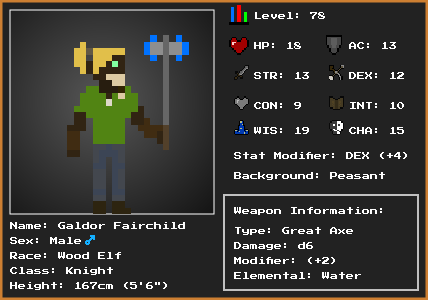 Level: 78
HP: 18 AC: 13
STR: 13 DEX: 12
CON: 9 INT: 10
WIS: 19 CHA: 15
Stat Modifier: DEX (+4)
Background: Peasant
Name: Galdor Fairchild
Sex: Male
Race: Wood Elf
Class: Knight
Height: 167cm (5'6")
Weapon Information:
Type: Great Axe
Damage: d6
Modifier: (+2)
Elemental: Water